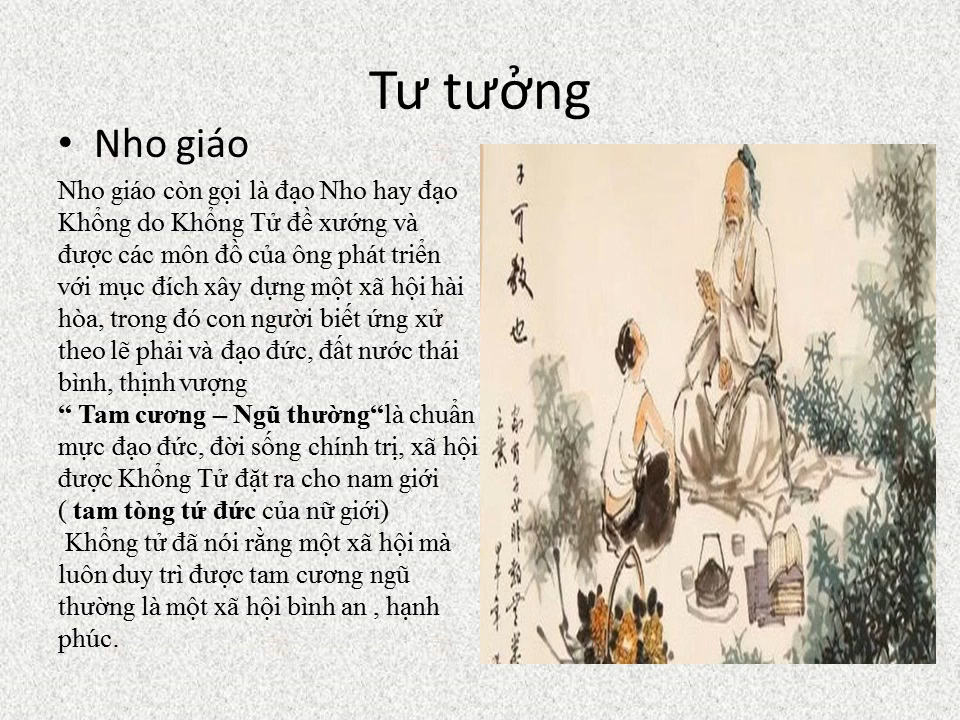 Tư tưởng
• Nho giáo
Nho giáo còn gọi là đạo Nho hay đạo
Khổng do Khổng Tử đề xướng và
được các môn đồ của ông phát triển
với mục đích xây dựng một xã hội hài
hòa, trong đó con người biết ứng xử
theo lẽ phải và đạo đức, đất nước thái
bình, thịnh vượng
“ Tam cương – Ngũ thường“là chuẩn
mực đạo đức, đời sống chính trị, xã hội
được Khổng Tử đặt ra cho nam giới
( tam tòng tứ đức của nữ giới)
Khổng tử đã nói rằng một xã hội mà
luôn duy trì được tam cương ngũ
thường là một xã hội bình an , hạnh
phúc.
子可教也